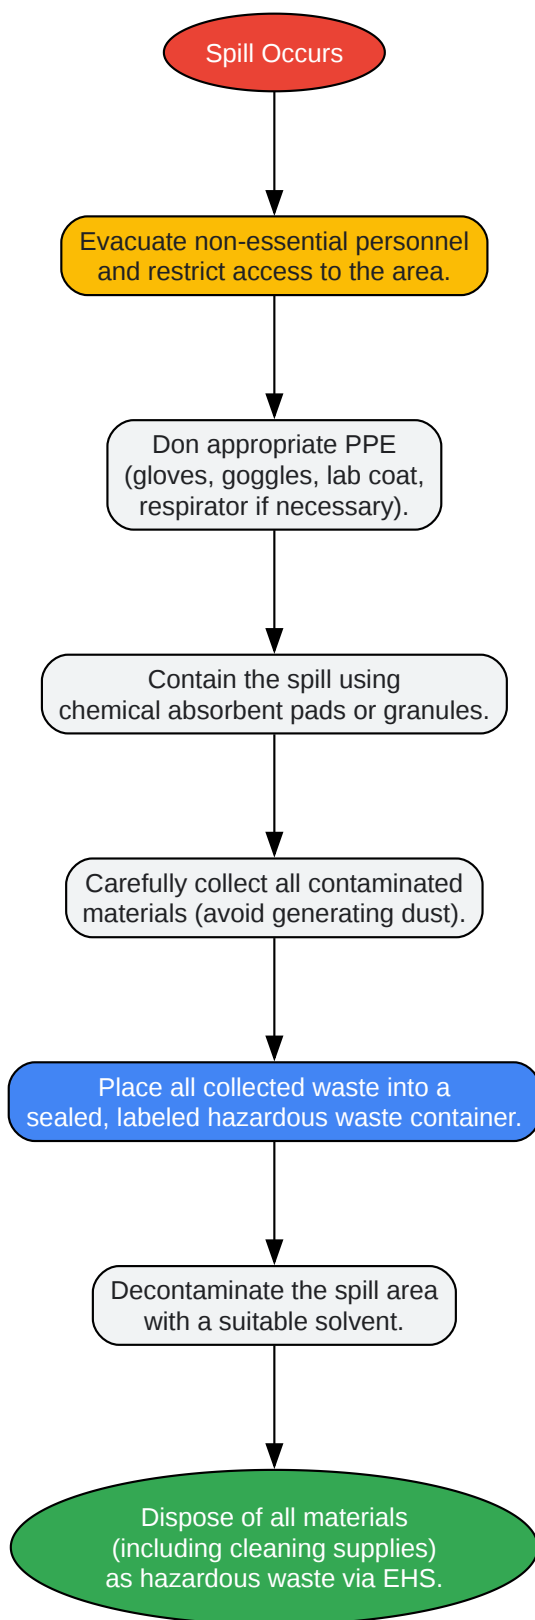 Spill Occurs
Evacuate non-essential personnel
and restrict access to the area.
Don appropriate PPE
(gloves, goggles, lab coat,
respirator if necessary).
Contain the spill using
chemical absorbent pads or granules.
Carefully collect all contaminated
materials (avoid generating dust).
Place all collected waste into a
sealed, labeled hazardous waste container.
Decontaminate the spill area
with a suitable solvent.
Dispose of all materials
(including cleaning supplies)
as hazardous waste via EHS.